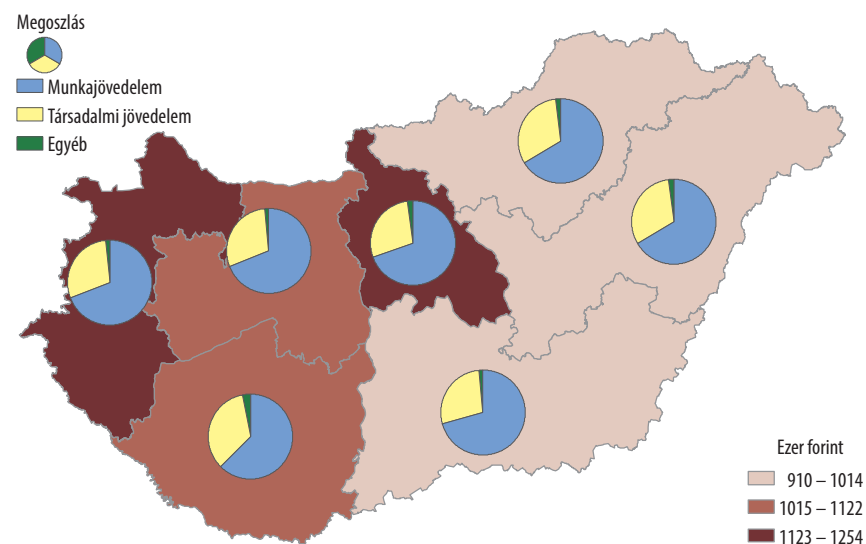 Megoszlás
Munkajövedelem
Társadalmi jövedelem
Egyéb
Ezer forint
910 – 1014
1015 – 1122
1123 – 1254